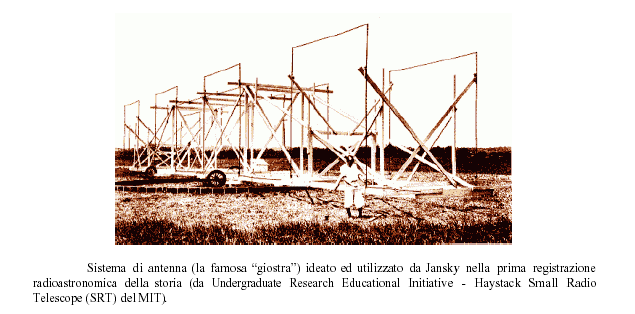 Sistema di antenna (la famosa “giostra”) ideato ed utilizzato da Jansky nella prima registrazione
radioastronomica della storia (da Undergraduate Research Educational Initiative - Haystack Small Radio
Telescope (SRT) del MIT).